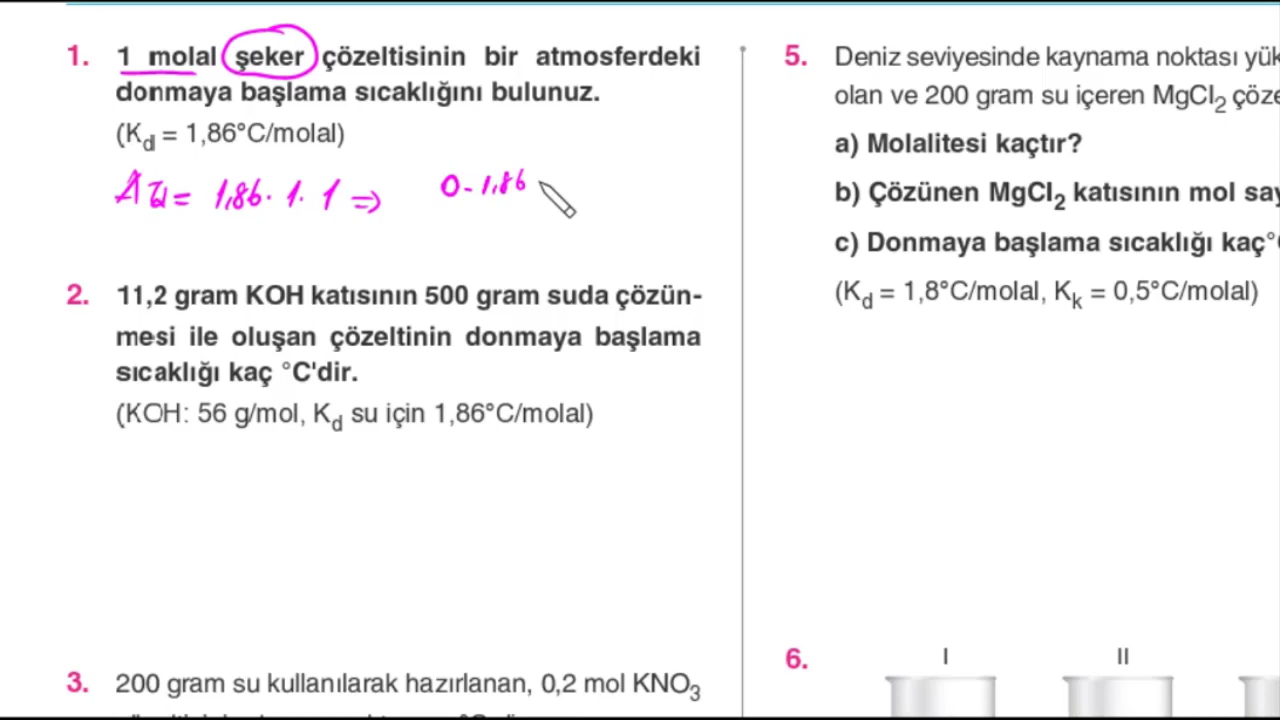 1. 1 molal şeker çözeltisinin bir atmosferdeki
donmaya başlama sıcaklığını bulunuz.
(Kd = 1,86°C/molal)
ΔTd = 1,86 . 1 . 1 ⇒ 0 - 1,86
2. 11,2 gram KOH katısının 500 gram suda çözün-
mesi ile oluşan çözeltinin donmaya başlama
sıcaklığı kaç °C'dir.
(KOH: 56 g/mol, Kd su için 1,86°C/molal)
3. 200 gram su kullanılarak hazırlanan, 0,2 mol KNO3
5. Deniz seviyesinde kaynama noktası yük
olan ve 200 gram su içeren MgCl2 çöze
a) Molalitesi kaçtır?
b) Çözünen MgCl2 katısının mol say
c) Donmaya başlama sıcaklığı kaç°
(Kd = 1,8°C/molal, Kk = 0,5°C/molal)
6.
I II